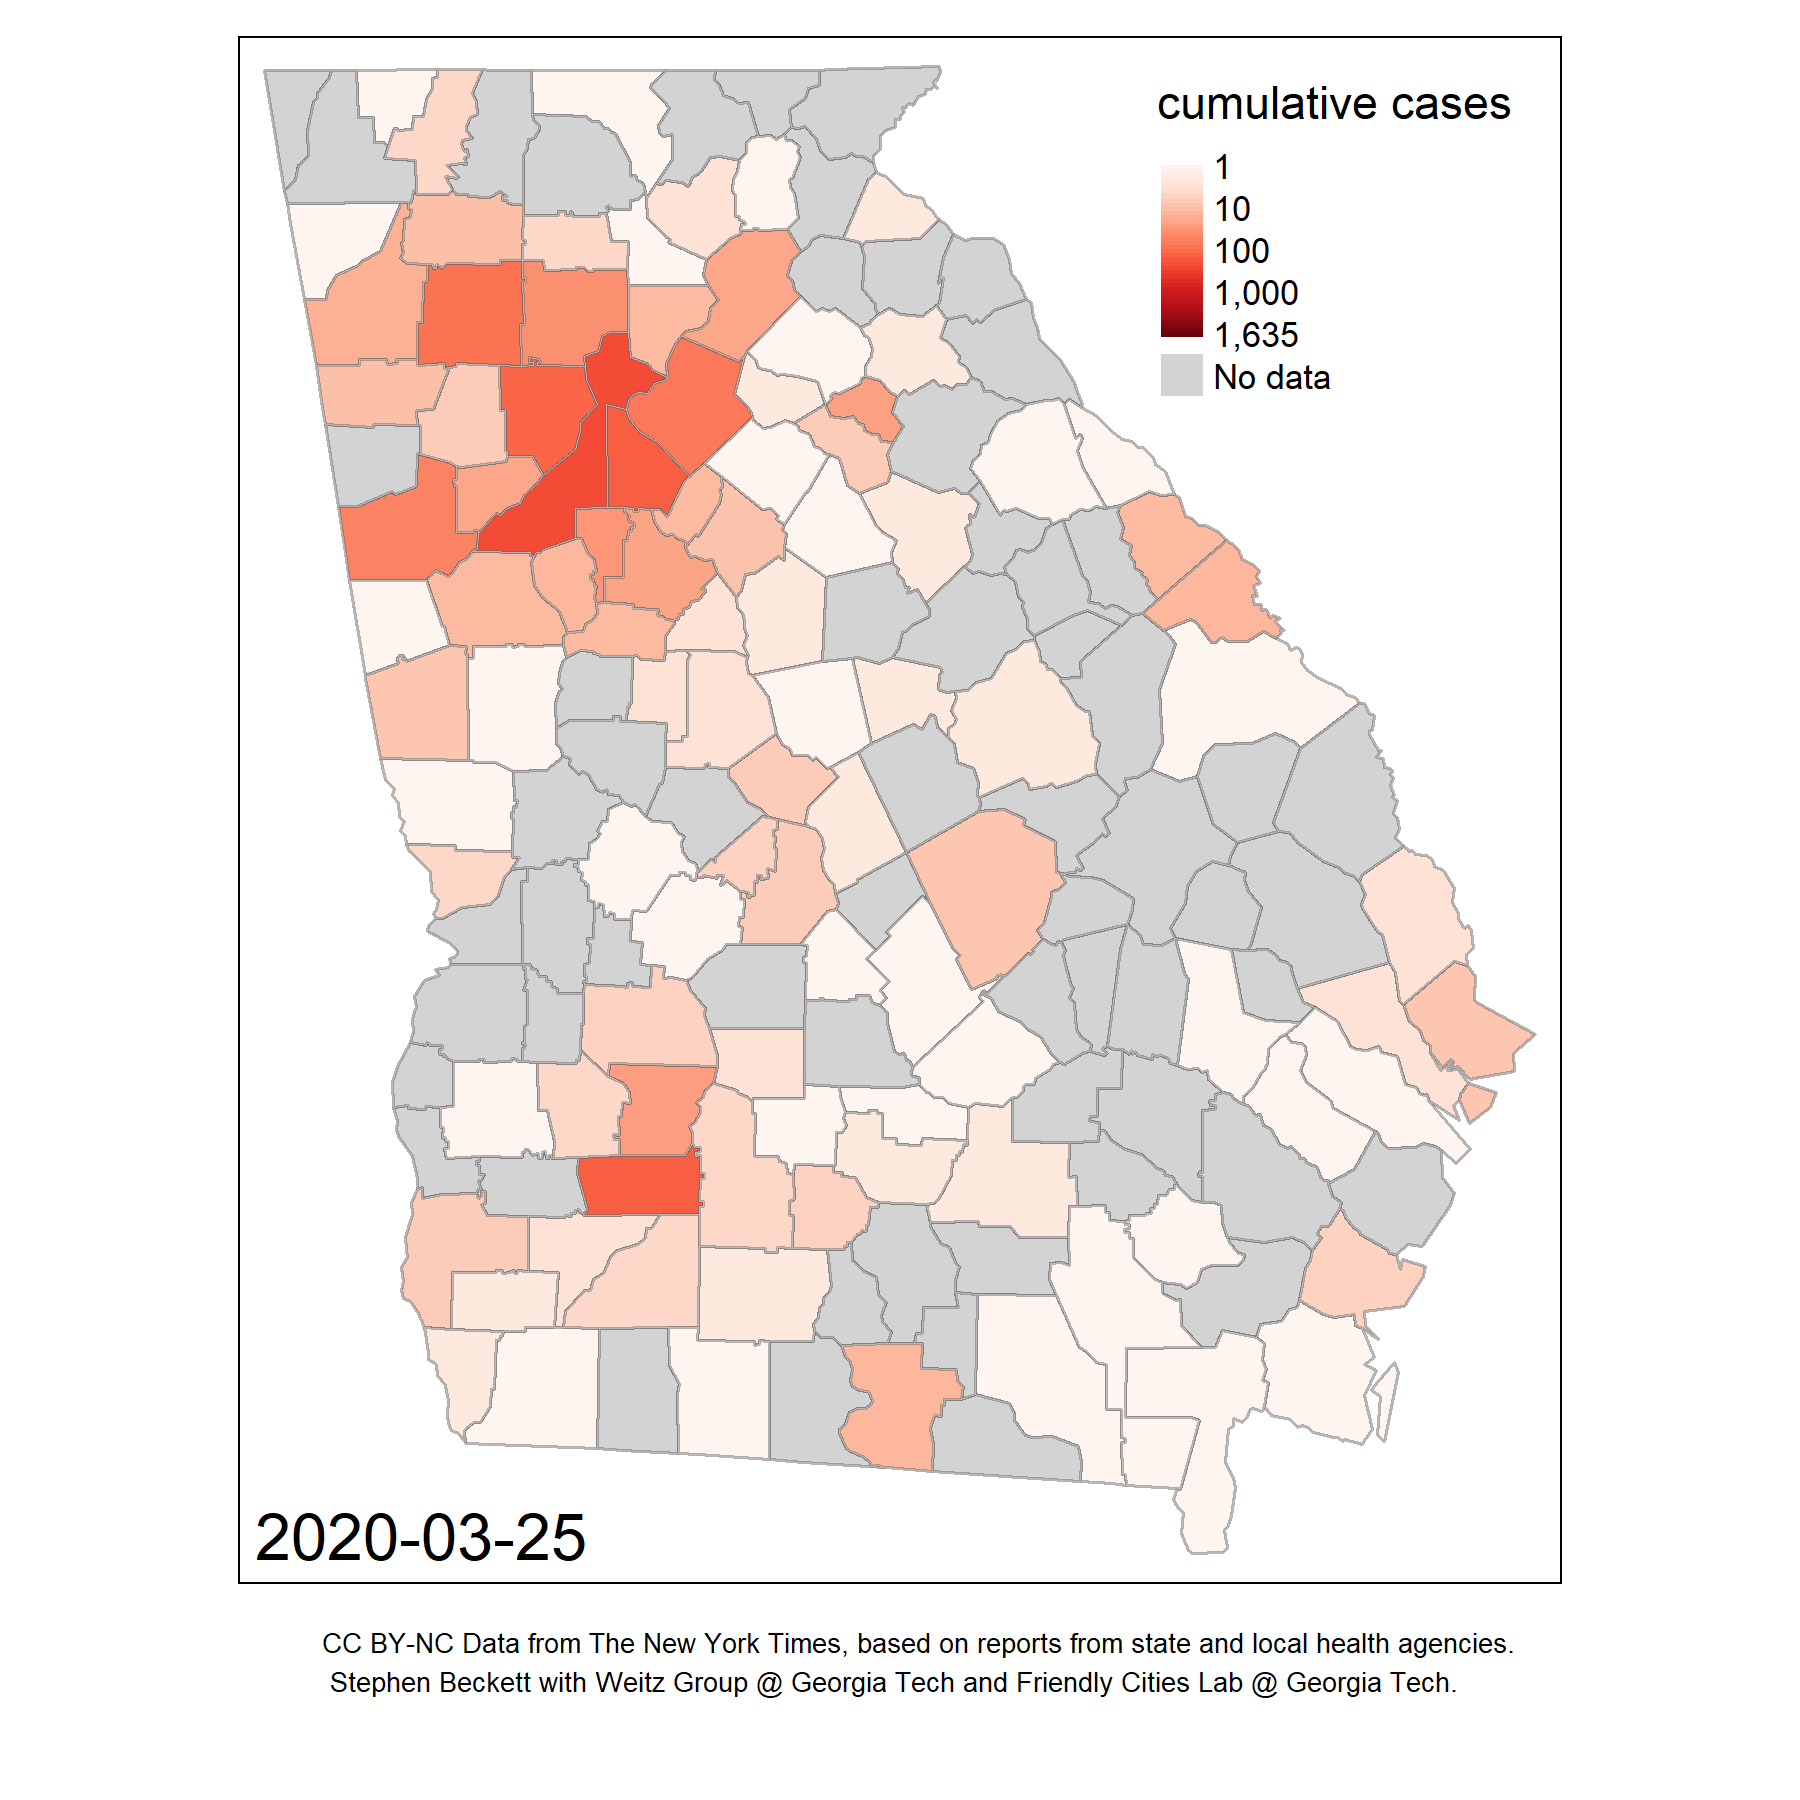 cumulative cases
1
10
100
1,000
1,635
No data
2020-03-25
CC BY-NC Data from The New York Times, based on reports from state and local health agencies.
Stephen Beckett with Weitz Group @ Georgia Tech and Friendly Cities Lab @ Georgia Tech.